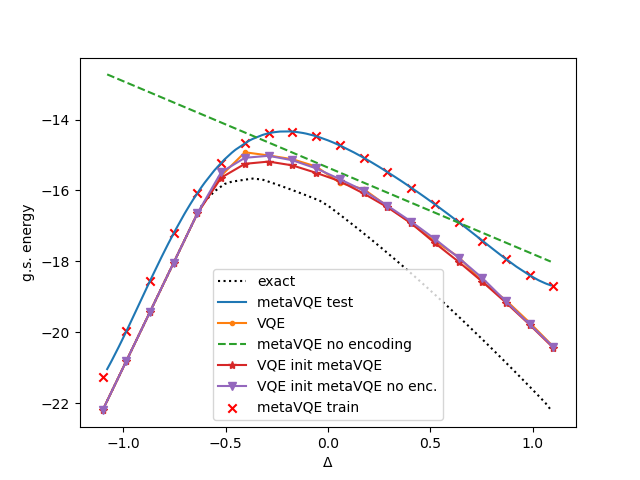 −14
−16
−18
−20
−22
g.s. energy
exact
metaVQE test
VQE
metaVQE no encoding
VQE init metaVQE
VQE init metaVQE no enc.
metaVQE train
−1.0
−0.5
0.0
0.5
1.0
Δ